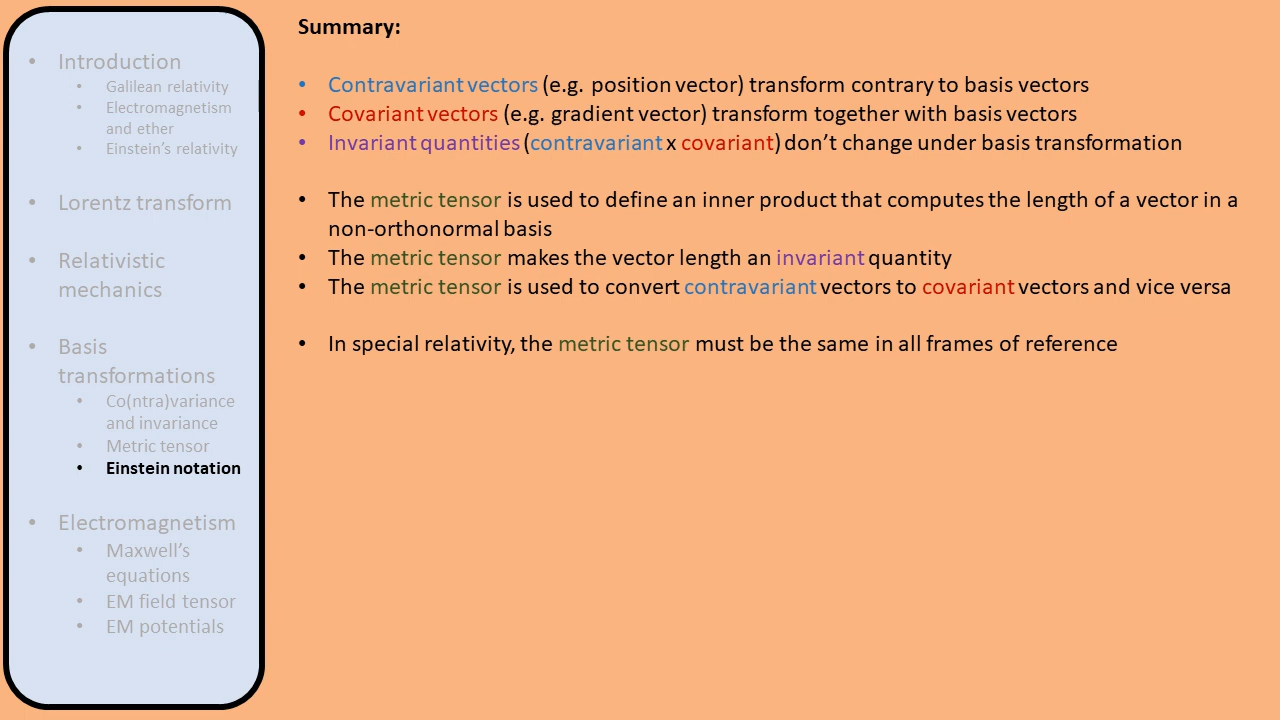 • Introduction
• Galilean relativity
• Electromagnetism
and ether
• Einstein's relativity
• Lorentz transform
• Relativistic
mechanics
• Basis
transformations
• Co(ntra)variance
and invariance
• Metric tensor
• Einstein notation
• Electromagnetism
• Maxwell's
equations
• EM field tensor
• EM potentials
Summary:
• Contravariant vectors (e.g. position vector) transform contrary to basis vectors
• Covariant vectors (e.g. gradient vector) transform together with basis vectors
• Invariant quantities (contravariant x covariant) don't change under basis transformation
• The metric tensor is used to define an inner product that computes the length of a vector in a
non-orthonormal basis
• The metric tensor makes the vector length an invariant quantity
• The metric tensor is used to convert contravariant vectors to covariant vectors and vice versa
• In special relativity, the metric tensor must be the same in all frames of reference